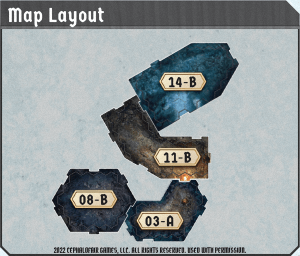 Map Layout
14-B
11-B
08-B
03-A
2022 CEPHALOFAIR GAMES, LLC. ALL RIGHTS RESERVED. USED WITH PERMISSION.